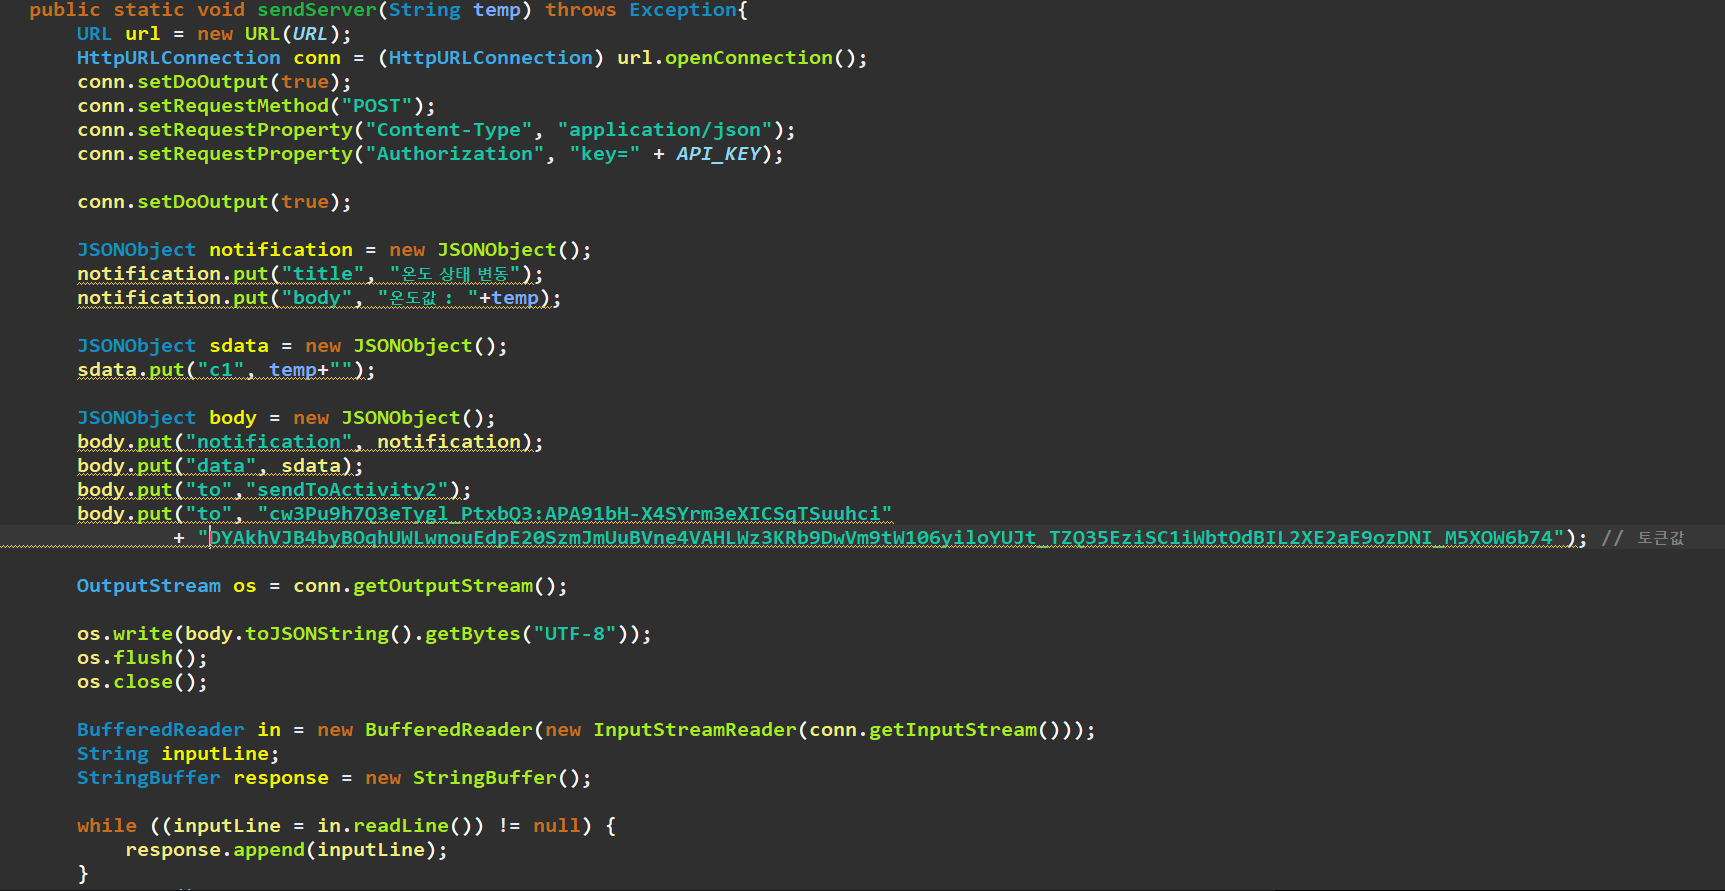 public static void sendServer(String temp) throws Exception{
URL url = new URL(URL);
HttpURLConnection conn = (HttpURLConnection) url.openConnection();
conn.setDoOutput(true);
conn.setRequestMethod("POST");
conn.setRequestProperty("Content-Type", "application/json");
conn.setRequestProperty("Authorization", "key=" + API_KEY);
conn.setDoOutput(true);
JSONObject notification = new JSONObject();
notification.put("title", "온도 상태 변동");
notification.put("body", "온도값 : "+temp);
JSONObject sdata = new JSONObject();
sdata.put("c1", temp+"");
JSONObject body = new JSONObject();
body.put("notification", notification);
body.put("data", sdata);
body.put("to","sendToActivity2");
body.put("to", "cw3Pu9h7Q3eTygl_PtxbQ3:APA91bH-X4SYrm3eXICSqTSuuhci"
+ "DYAkhVJB4byBOqhUWLwnouEdpE20SzmJmUuBVne4VAHLWz3KRb9DwVm9tW106yiloYUJt_TZQ35EziSC1iWbtOdBIL2XE2aE9ozDNI_M5XOW6b74"); // 토큰값
OutputStream os = conn.getOutputStream();
os.write(body.toJSONString().getBytes("UTF-8"));
os.flush();
os.close();
BufferedReader in = new BufferedReader(new InputStreamReader(conn.getInputStream()));
String inputLine;
StringBuffer response = new StringBuffer();
while ((inputLine = in.readLine()) != null) {
response.append(inputLine);
}